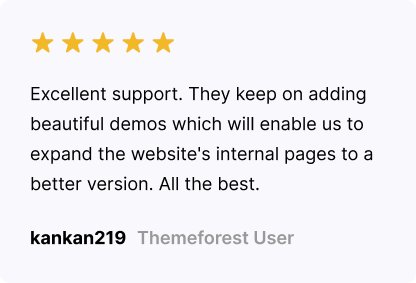 Excellent support. They keep on adding
beautiful demos which will enable us to
expand the website's internal pages to a
better version. All the best.
kankan219 Themeforest User